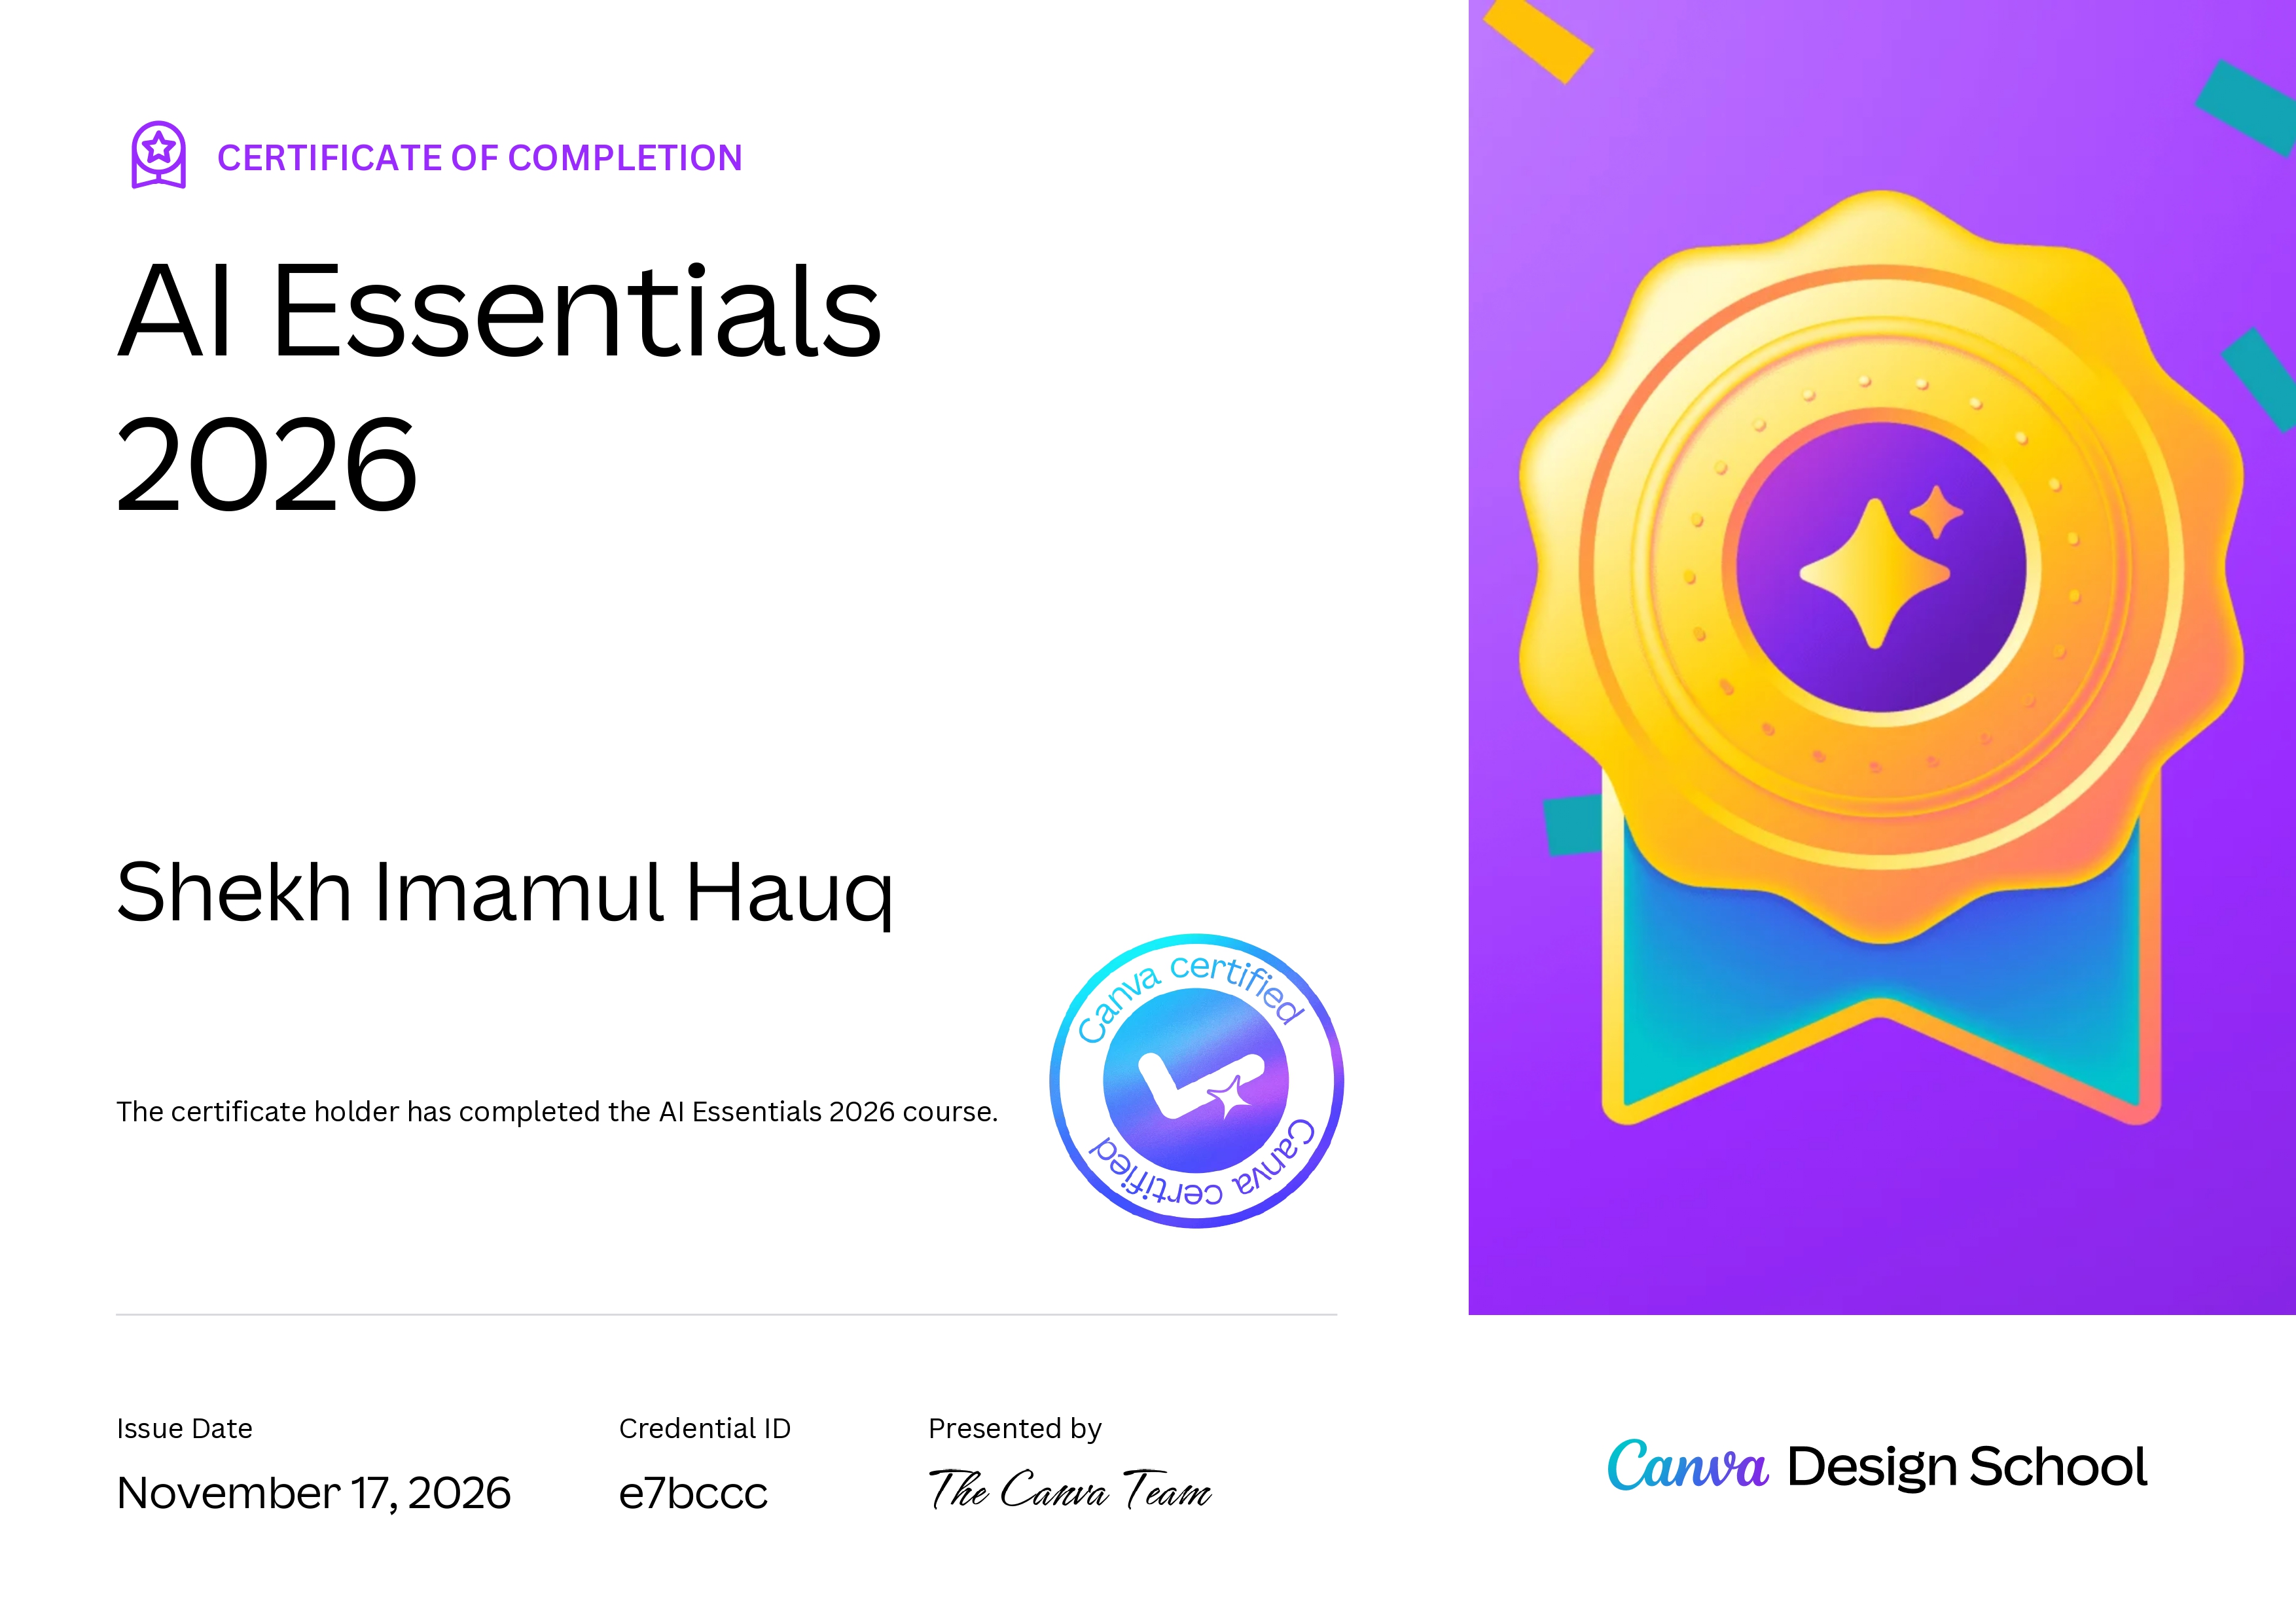 CERTIFICATE OF COMPLETION
AI Essentials
2026
Shekh Imamul Hauq
The certificate holder has completed the AI Essentials 2026 course.
Canva certified
Canva certified
Issue Date
November 17, 2026
Credential ID
e7bccc
Presented by
The Canva Team
Canva Design School